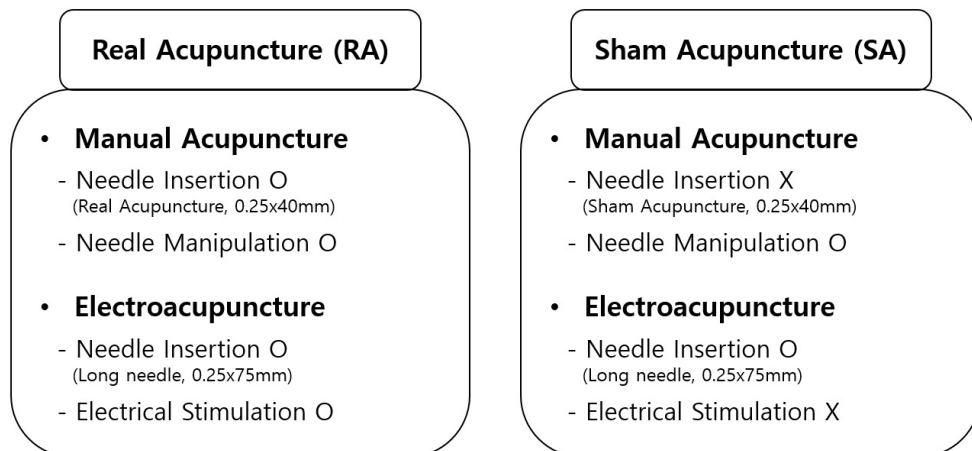 Real Acupuncture (RA)
• Manual Acupuncture
- Needle Insertion O
(Real Acupuncture, 0.25x40mm)
- Needle Manipulation O
• Electroacupuncture
- Needle Insertion O
(Long needle, 0.25x75mm)
- Electrical Stimulation O
Sham Acupuncture (SA)
• Manual Acupuncture
- Needle Insertion X
(Sham Acupuncture, 0.25x40mm)
- Needle Manipulation O
• Electroacupuncture
- Needle Insertion O
(Long needle, 0.25x75mm)
- Electrical Stimulation X